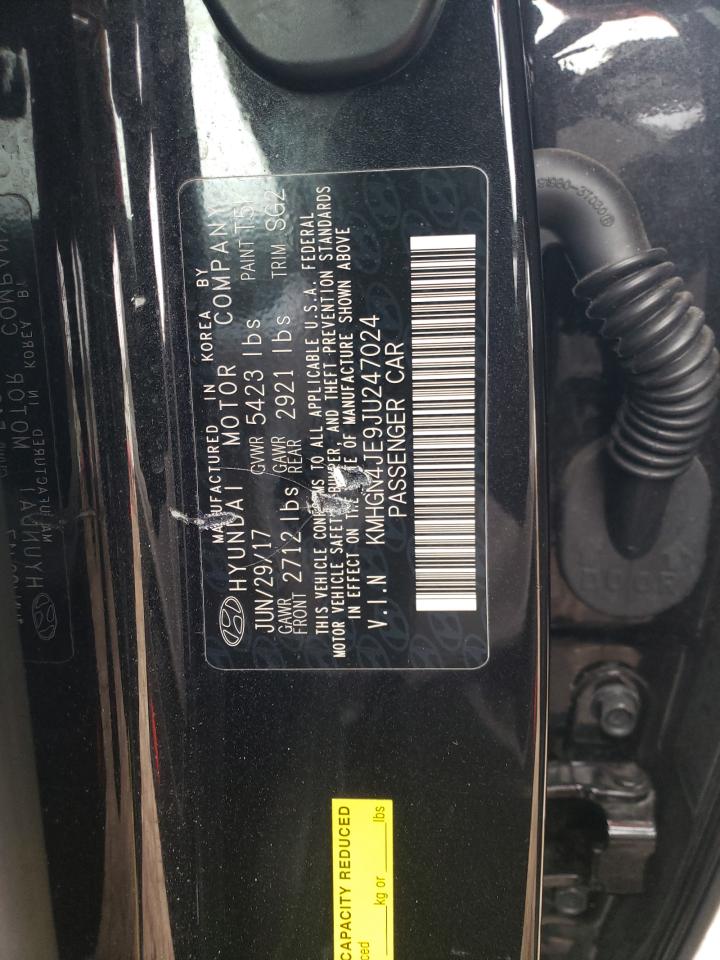 MANUFACTURED IN KOREA BY
HYUNDAI MOTOR COMPANY
JUN/29/17 GVWR 5423 lbs PAINT T5K
GAWR FRONT 2712 lbs GAWR REAR 2921 lbs TRIM SG2
THIS VEHICLE CONFORMS TO ALL APPLICABLE U.S.A. FEDERAL
MOTOR VEHICLE SAFETY BUMPER, AND THEFT PREVENTION STANDARDS
IN EFFECT ON THE DATE OF MANUFACTURE SHOWN ABOVE
V.I.N KMHGN4JE9JU247024
PASSENGER CAR
CAPACITY REDUCED
kg or lbs
DOOR